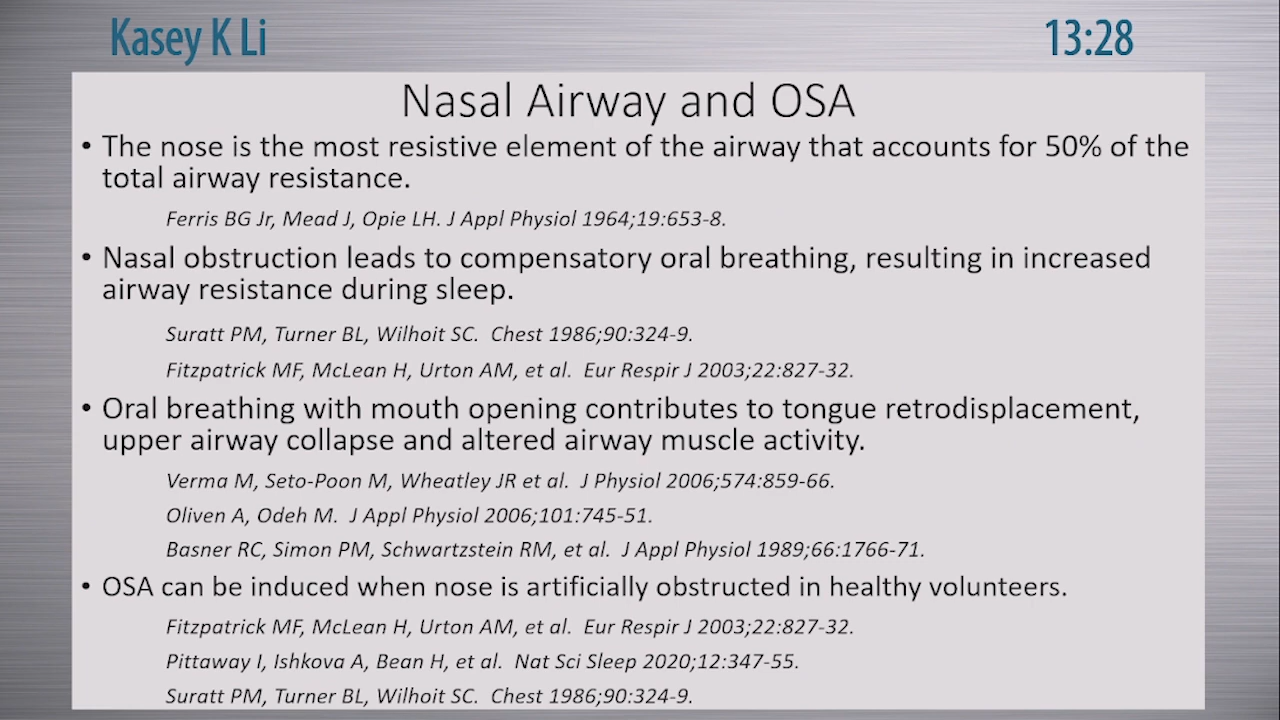 Kasey K Li
13:28
Nasal Airway and OSA
• The nose is the most resistive element of the airway that accounts for 50% of the
total airway resistance.
Ferris BG Jr, Mead J, Opie LH. J Appl Physiol 1964;19:653-8.
• Nasal obstruction leads to compensatory oral breathing, resulting in increased
airway resistance during sleep.
Suratt PM, Turner BL, Wilhoit SC.  Chest 1986;90:324-9.
Fitzpatrick MF, McLean H, Urton AM, et al.  Eur Respir J 2003;22:827-32.
• Oral breathing with mouth opening contributes to tongue retrodisplacement,
upper airway collapse and altered airway muscle activity.
Verma M, Seto-Poon M, Wheatley JR et al.  J Physiol 2006;574:859-66.
Oliven A, Odeh M.  J Appl Physiol 2006;101:745-51.
Basner RC, Simon PM, Schwartzstein RM, et al.  J Appl Physiol 1989;66:1766-71.
• OSA can be induced when nose is artificially obstructed in healthy volunteers.
Fitzpatrick MF, McLean H, Urton AM, et al.  Eur Respir J 2003;22:827-32.
Pittaway I, Ishkova A, Bean H, et al.  Nat Sci Sleep 2020;12:347-55.
Suratt PM, Turner BL, Wilhoit SC.  Chest 1986;90:324-9.